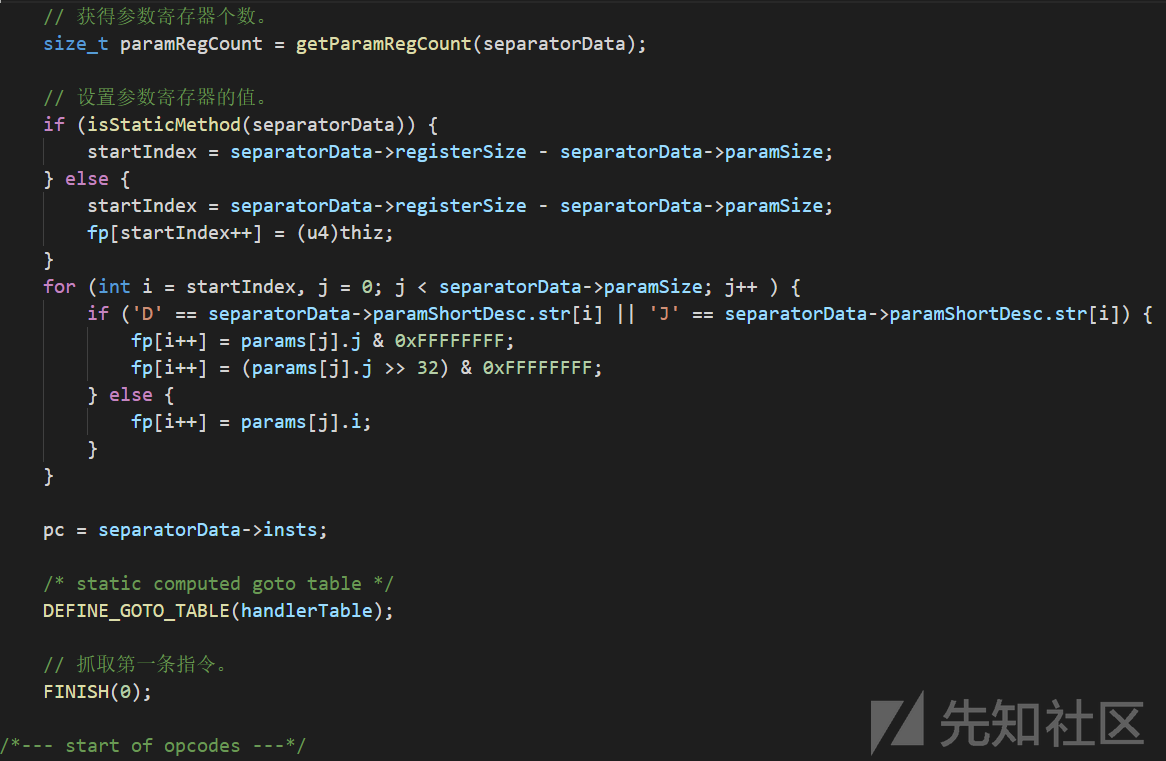 // 获得参数寄存器个数。
size_t paramRegCount = getParamRegCount(separatorData);
// 设置参数寄存器的值。
if (isStaticMethod(separatorData)) {
startIndex = separatorData->registerSize - separatorData->paramSize;
} else {
startIndex = separatorData->registerSize - separatorData->paramSize;
fp[startIndex++] = (u4)thiz;
}
for (int i = startIndex, j = 0; j < separatorData->paramSize; j++ ) {
if ('D' == separatorData->paramShortDesc.str[i] || 'J' == separatorData->paramShortDesc.str[i]) {
fp[i++] = params[j].j & 0xFFFFFFFF;
fp[i++] = (params[j].j >> 32) & 0xFFFFFFFF;
} else {
fp[i++] = params[j].i;
}
}
pc = separatorData->insts;
/* static computed goto table */
DEFINE_GOTO_TABLE(handlerTable);
// 抓取第一条指令。
FINISH(0);
/*--- start of opcodes ---*/
先知社区